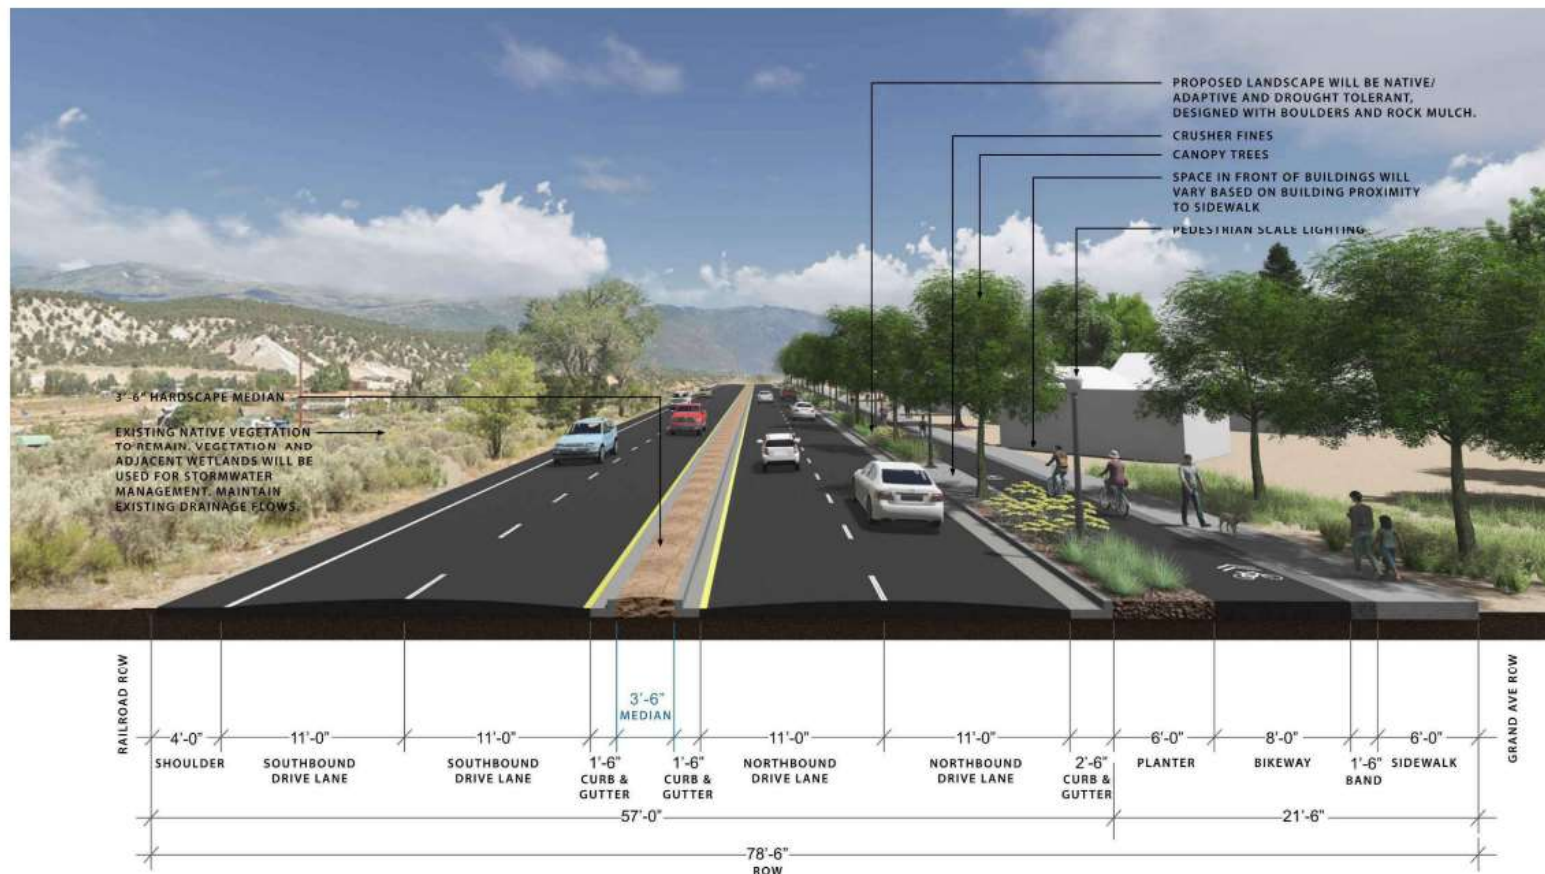 PROPOSED LANDSCAPE WILL BE NATIVE/
ADAPTIVE AND DROUGHT TOLERANT,
DESIGNED WITH BOULDERS AND ROCK MULCH.
CRUSHER FINES
CANOPY TREES
SPACE IN FRONT OF BUILDINGS WILL
VARY BASED ON BUILDING PROXIMITY
TO SIDEWALK
PEDESTRIAN SCALE LIGHTING
3'-6" HARDSCAPE MEDIAN
EXISTING NATIVE VEGETATION
TO REMAIN. VEGETATION AND
ADJACENT WETLANDS WILL BE
USED FOR STORMWATER
MANAGEMENT. MAINTAIN
EXISTING DRAINAGE FLOWS.
RAILROAD ROW
4'-0"
SHOULDER
11'-0"
SOUTHBOUND
DRIVE LANE
11'-0"
SOUTHBOUND
DRIVE LANE
1'-6"
CURB &
GUTTER
3'-6"
MEDIAN
1'-6"
CURB &
GUTTER
11'-0"
NORTHBOUND
DRIVE LANE
11'-0"
NORTHBOUND
DRIVE LANE
2'-6"
CURB &
GUTTER
6'-0"
PLANTER
8'-0"
BIKEWAY
1'-6"
BAND
6'-0"
SIDEWALK
GRAND AVE ROW
57'-0"
21'-6"
78'-6"
ROW